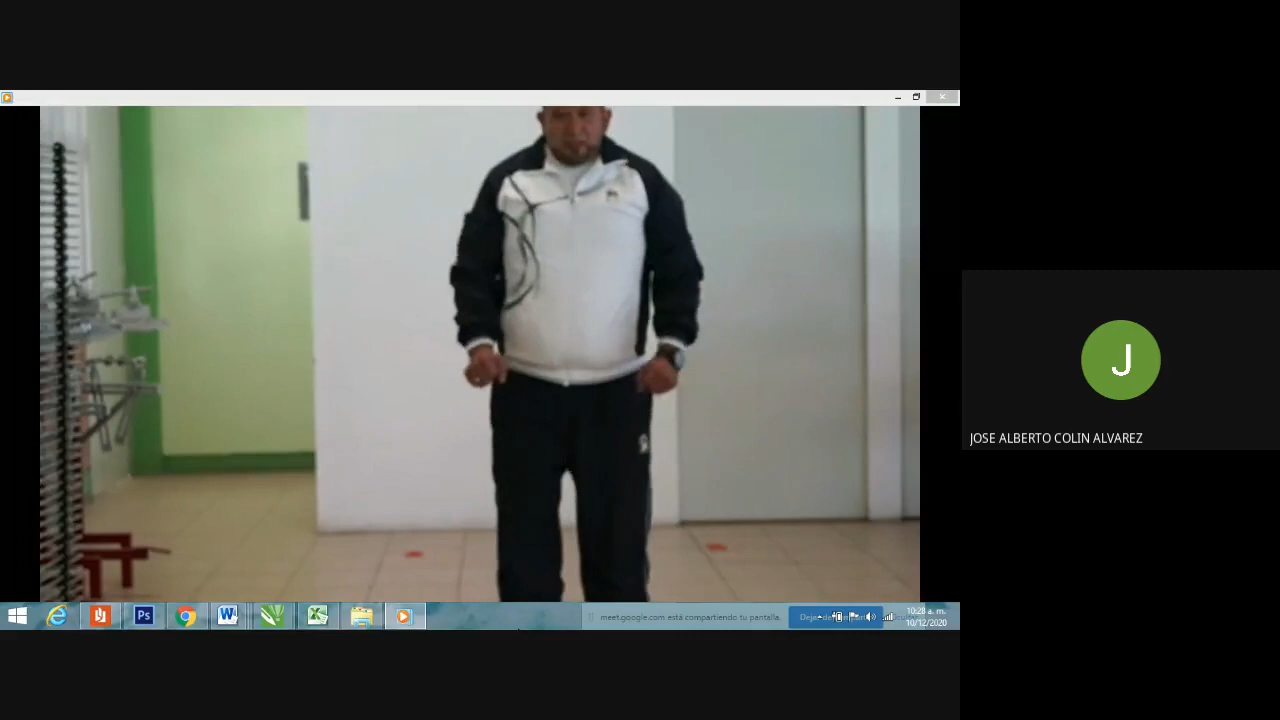 J
JOSE ALBERTO COLIN ALVAREZ
meet.google.com está compartiendo tu pantalla.
10:28 a. m.
10/12/2020